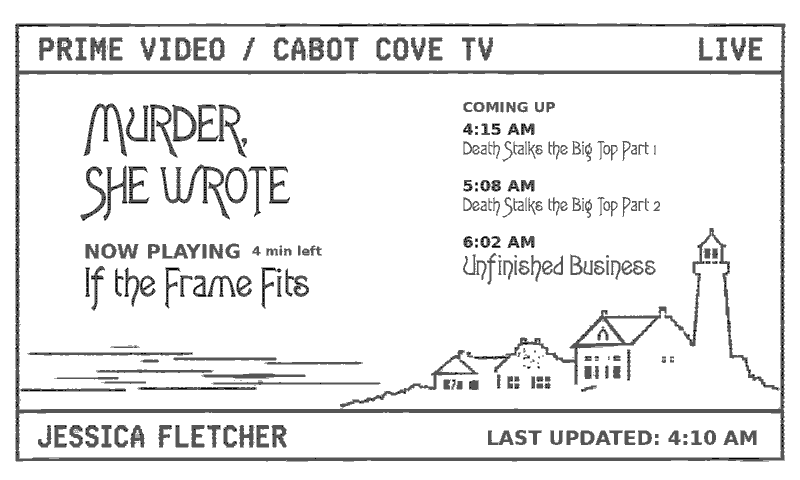 PRIME VIDEO / CABOT COVE TV
LIVE
MURDER,
SHE WROTE
NOW PLAYING 4 min left
If the Frame Fits
COMING UP
4:15 AM
Death Stalks the Big Top Part 1
5:08 AM
Death Stalks the Big Top Part 2
6:02 AM
Unfinished Business
JESSICA FLETCHER
LAST UPDATED: 4:10 AM